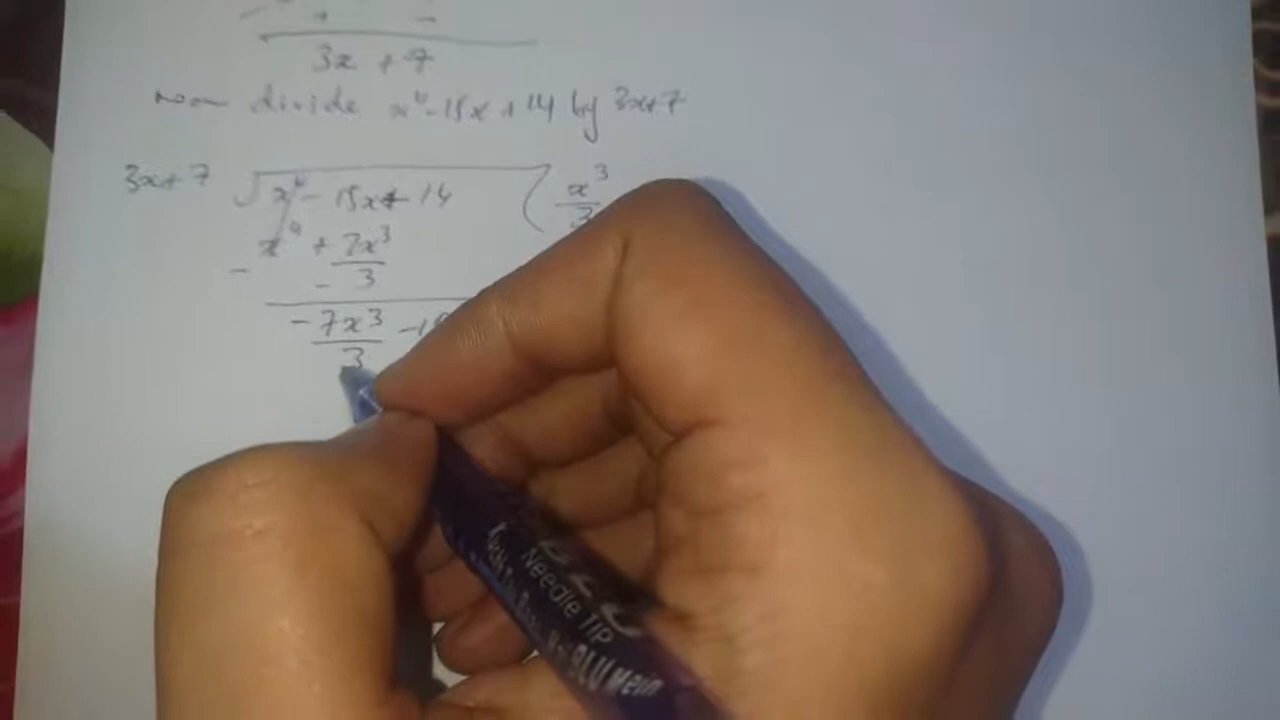 3x + 7
now divide x⁴-15x+14 by 3x+7
3x+7 √ x⁴ - 15x + 14 ( x³/3
x⁴ + 7x³/3
- -
-7x³/3 -15
Needle TIP